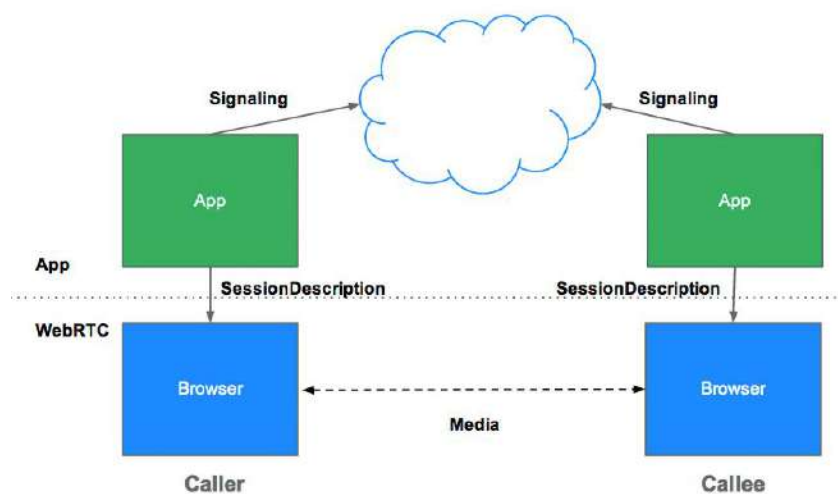 Signaling
Signaling
App
App
App
SessionDescription
SessionDescription
WebRTC
Browser
Browser
Media
Caller
Callee